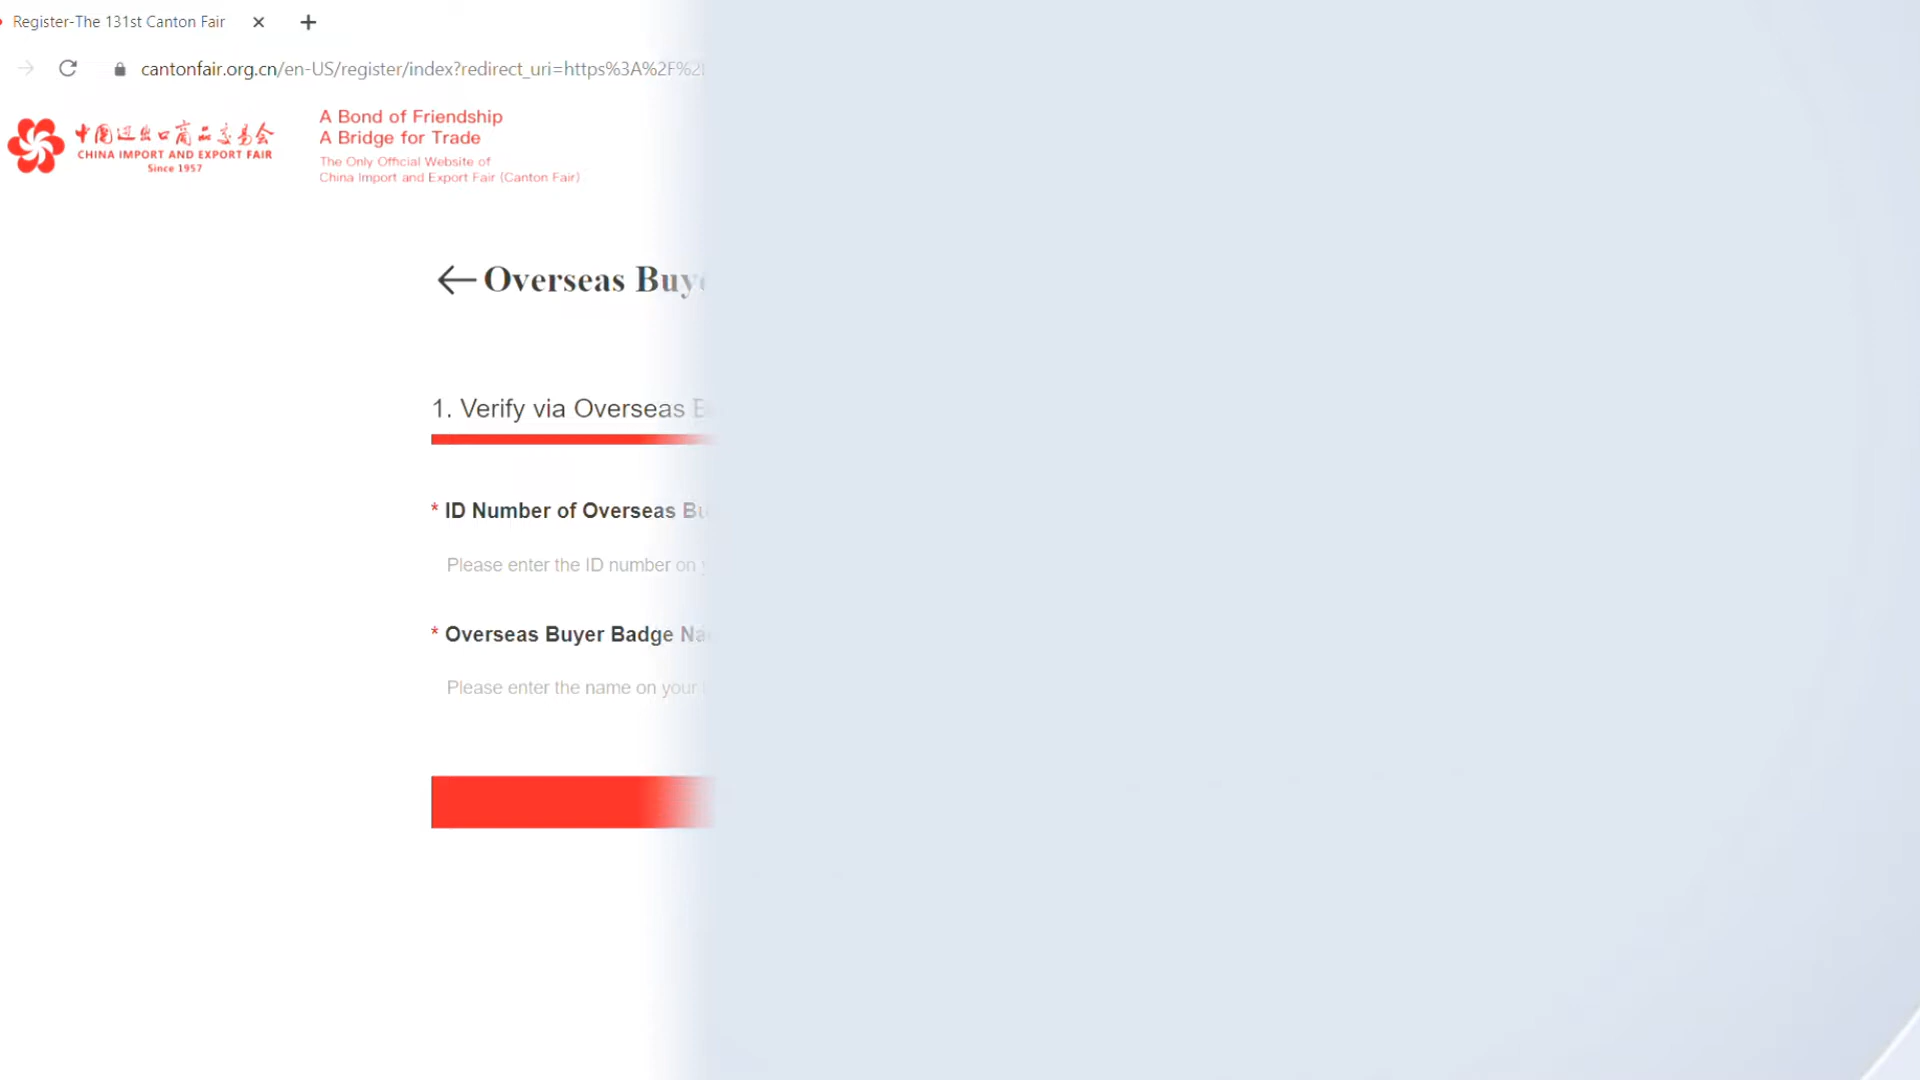 Register-The 131st Canton Fair
cantonfair.org.cn/en-US/register/index?redirect_uri=https%3A%2F%2
中国进出口商品交易会
CHINA IMPORT AND EXPORT FAIR
Since 1957
A Bond of Friendship
A Bridge for Trade
The Only Official Website of
China Import and Export Fair (Canton Fair)
Overseas
1. Verify via Overseas
* ID Number of Overseas
Please enter the ID number on
* Overseas Buyer Badge
Please enter the name on your